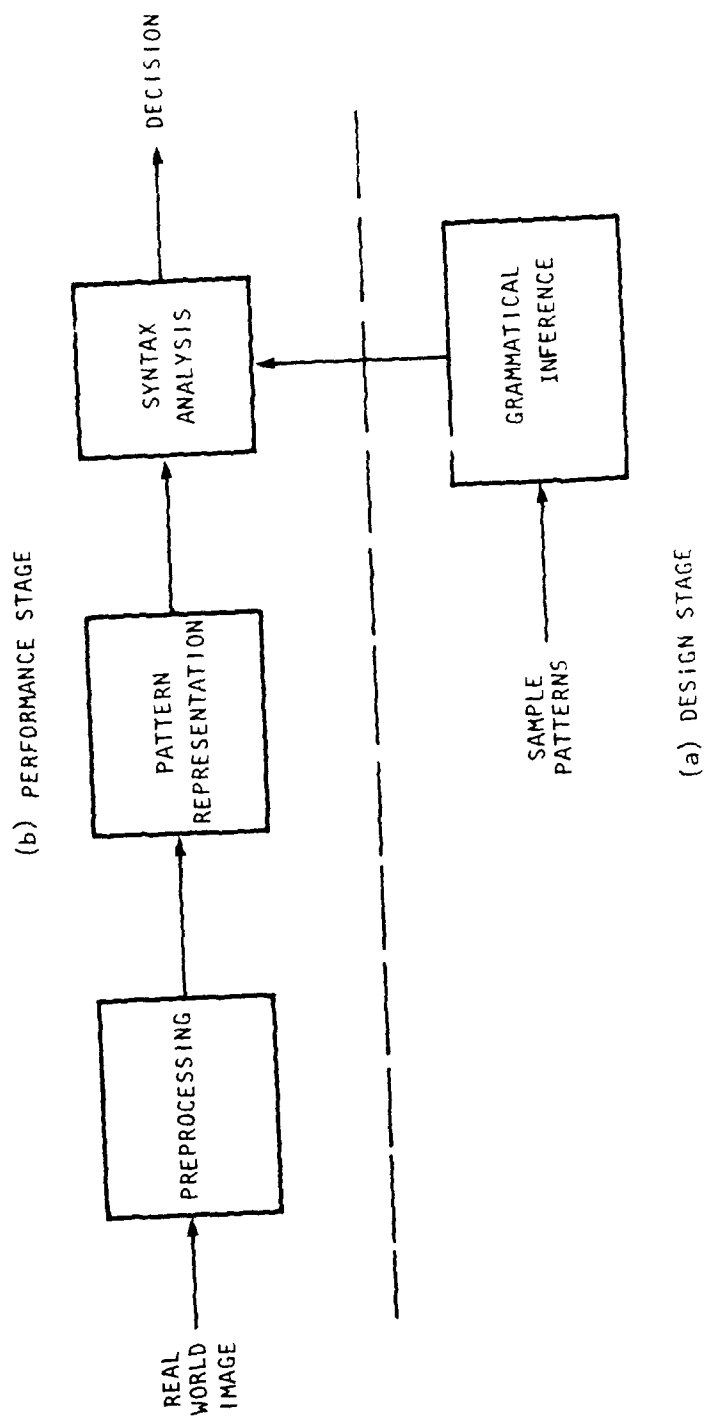 (b) PERFORMANCE STAGE
REAL
WORLD
IMAGE
PREPROCESSING
PATTERN
REPRESENTATION
SYNTAX
ANALYSIS
DECISION
SAMPLE
PATTERNS
GRAMMATICAL
INFERENCE
(a) DESIGN STAGE